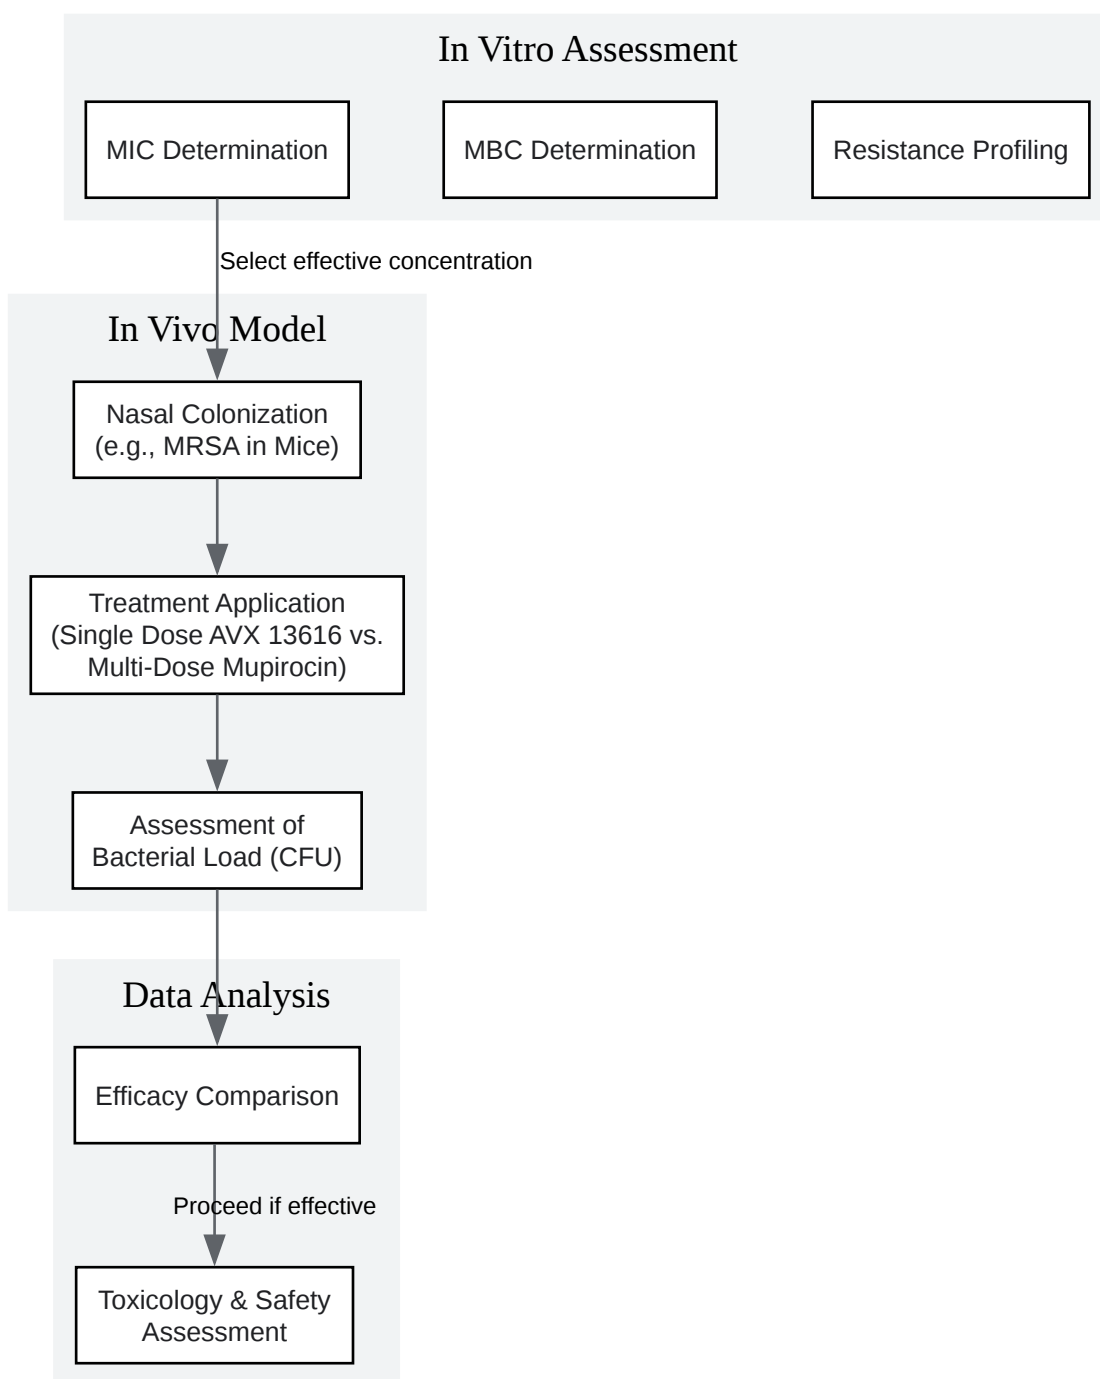 In Vitro Assessment
MIC Determination
MBC Determination
Resistance Profiling
Select effective concentration
In Vivo Model
Nasal Colonization
(e.g., MRSA in Mice)
Treatment Application
(Single Dose AVX 13616 vs.
Multi-Dose Mupirocin)
Assessment of
Bacterial Load (CFU)
Data Analysis
Efficacy Comparison
Proceed if effective
Toxicology & Safety
Assessment